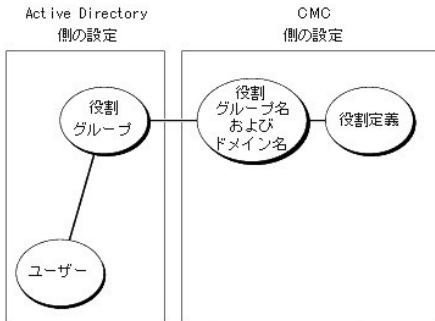 Active Directory
側の設定
CMC
側の設定
役割
グループ
役割
グループ名
および
ドメイン名
役割定義
ユーザー